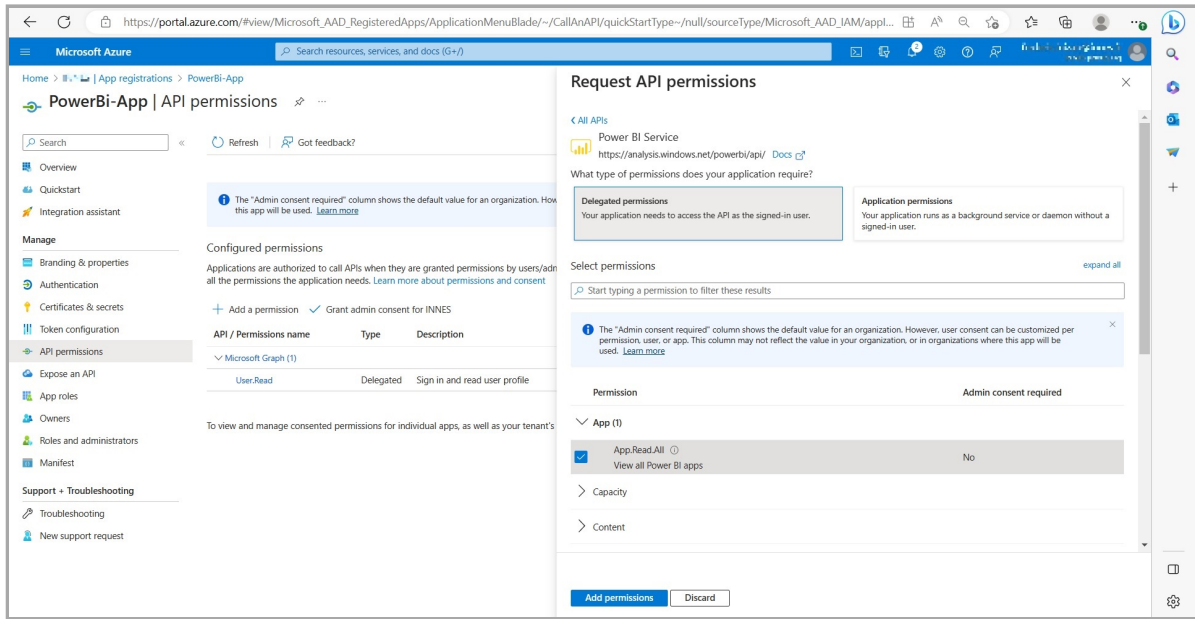 https://portal.azure.com/#view/Microsoft_AAD_RegisteredApps/ApplicationMenuBlade/~/CallAnAPI/quickStartType~/null/sourceType/Microsoft_AAD_IAM/appI...
Microsoft Azure
Search resources, services, and docs (G+/)
2
Home > | App registrations > PowerBi-App
PowerBi-App | API permissions
Search
Overview
Quickstart
Integration assistant
Manage
Branding & properties
Authentication
Certificates & secrets
Token configuration
API permissions
Expose an API
App roles
Owners
Roles and administrators
Manifest
Support + Troubleshooting
Troubleshooting
New support request
Refresh
Got feedback?
The "Admin consent required" column shows the default value for an organization. How
this app will be used. Learn more
Configured permissions
Applications are authorized to call APIs when they are granted permissions by users/adn
all the permissions the application needs. Learn more about permissions and consent
Add a permission
Grant admin consent for INNES
API / Permissions name Type Description
Microsoft Graph (1)
User.Read Delegated Sign in and read user profile
To view and manage consented permissions for individual apps, as well as your tenant's
Request API permissions
All APIs
Power BI Service
https://analysis.windows.net/powerbi/api/ Docs
What type of permissions does your application require?
Delegated permissions
Your application needs to access the API as the signed-in user.
Application permissions
Your application runs as a background service or daemon without a
signed-in user.
Select permissions
expand all
Start typing a permission to filter these results
The "Admin consent required" column shows the default value for an organization. However, user consent can be customized per
permission, user, or app. This column may not reflect the value in your organization, or in organizations where this app will be
used. Learn more
Permission Admin consent required
App (1)
App.Read.All
View all Power BI apps
No
Capacity
Content
Add permissions
Discard